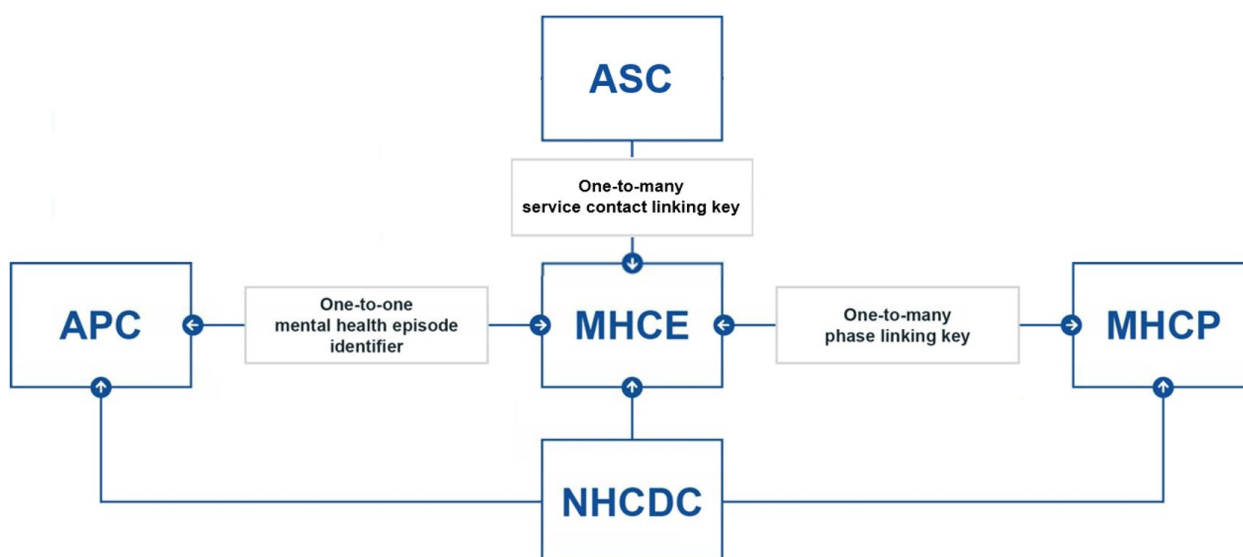 ASC
One-to-many
service contact linking key
APC
One-to-one
mental health episode
identifier
MHCE
One-to-many
phase linking key
MHCP
NHCDC